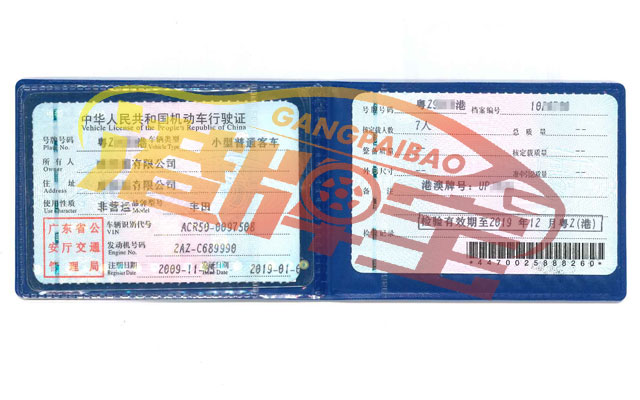 中华人民共和国机动车行驶证
Vehicle License of the People's Republic of China
号牌号码 粤Z 港 车辆类型 小型普通客车
Plate No. Vehicle Type
所有人 有限公司
Owner
住址 有限公司
Address
使用性质 非营 品牌型号 丰田
Use Character Model
广东省公
安厅交通
管理局
车辆识别代号 ACR50-0097508
VIN
发动机号码 2AZ-C689990
Engine No.
注册日期 2009-11- 发证日期 2019-01-
Issue Date
号牌号码 粤Z 港 档案编号 10
核定载人数 7人 总质量 --
整备质量 核定载质量 --
外廓尺寸 --
备注 港澳牌号:UP
检验有效期至2019年12月粤Z(港)
检验记录
*4470025888260*
GANGPAIBAO
港牌宝